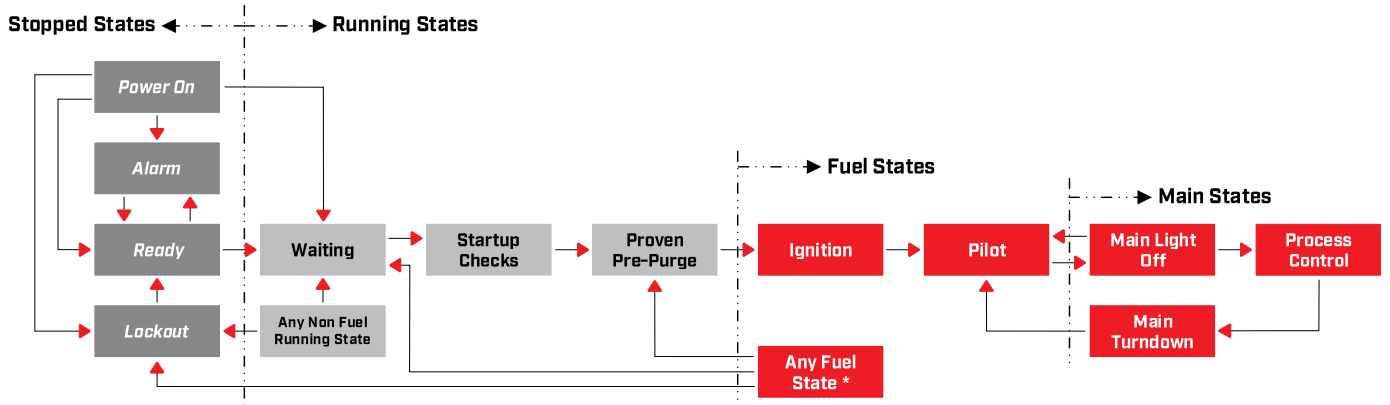 Stopped States
Running States
Power On
Alarm
Fuel States
Main States
Ready
Waiting
Startup
Checks
Proven
Pre-Purge
Ignition
Pilot
Main Light
Off
Process
Control
Lockout
Any Non Fuel
Running State
Main
Turndown
Any Fuel
State *